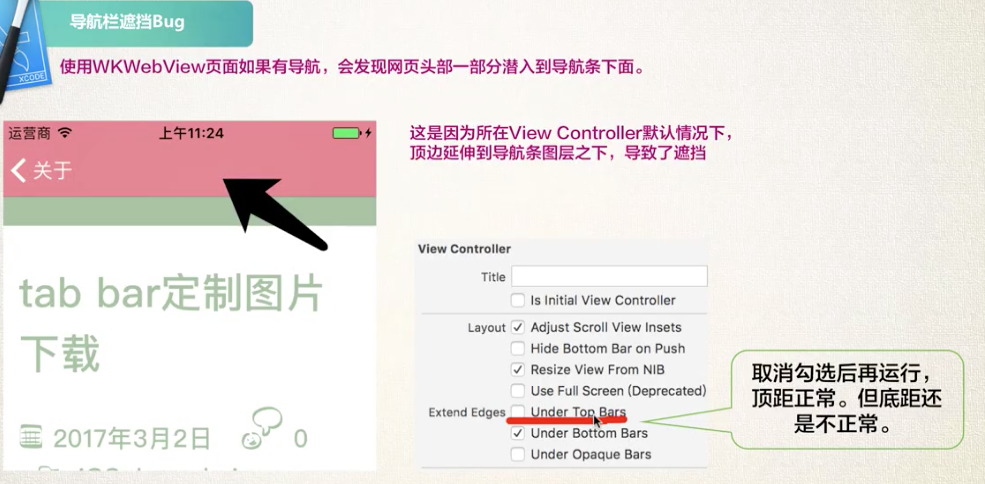 导航栏遮挡Bug
XCODE
使用WKWebView页面如果有导航，会发现网页头部一部分潜入到导航条下面。
运营商 上午11:24
关于
tab bar定制图片
下载
2017年3月2日 0
这是因为所在View Controller默认情况下，
顶边延伸到导航条图层之下，导致了遮挡
View Controller
Title
Is Initial View Controller
Layout Adjust Scroll View Insets
Hide Bottom Bar on Push
Resize View From NIB
Use Full Screen (Deprecated)
Extend Edges Under Top Bars
Under Bottom Bars
Under Opaque Bars
取消勾选后再运行，
顶距正常。但底距还
是不正常。